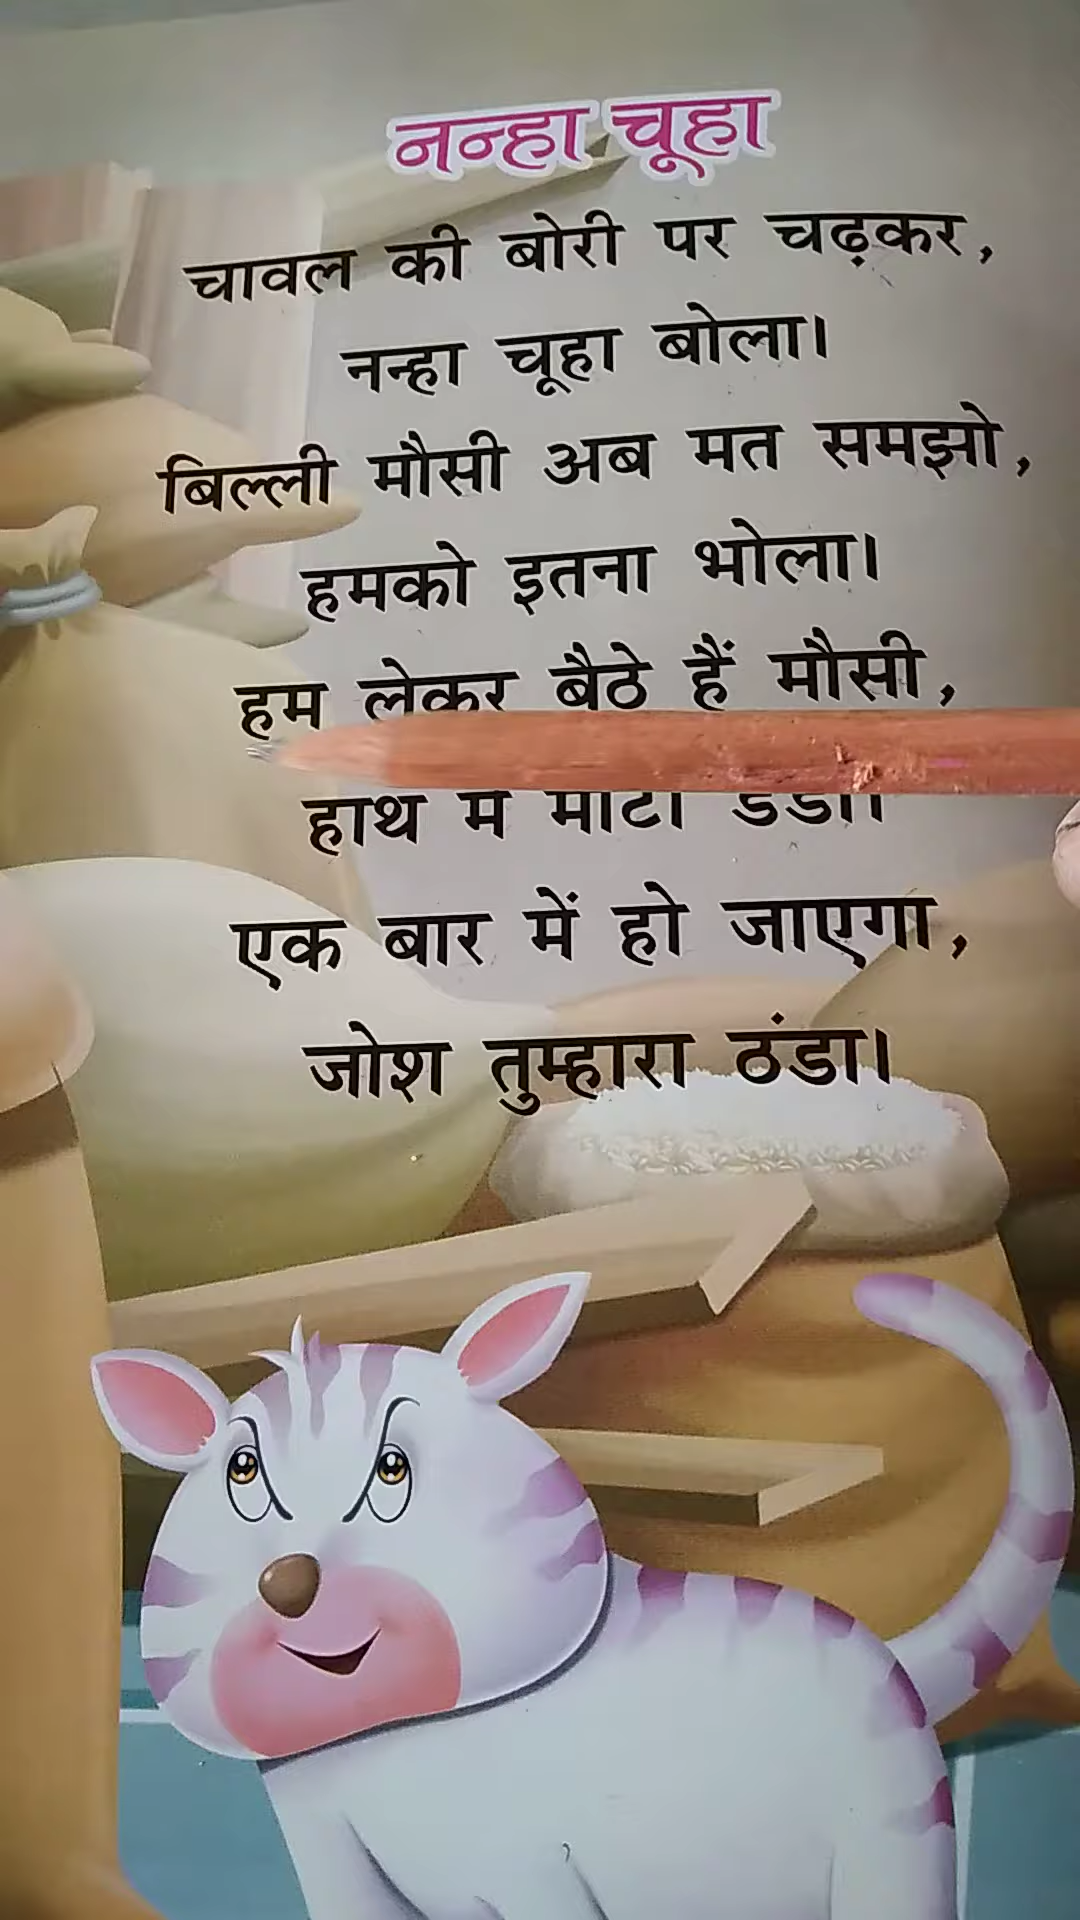 नन्हा चूहा
चावल की बोरी पर चढ़कर,
नन्हा चूहा बोला।
बिल्ली मौसी अब मत समझो,
हमको इतना भोला।
हम लेकर बैठे हैं मौसी,
हाथ में मोटा डंडा।
एक बार में हो जाएगा,
जोश तुम्हारा ठंडा।